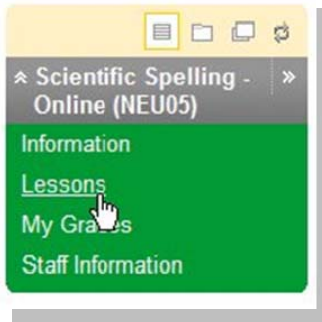 Scientific Spelling -
Online (NEU05)
Information
Lessons
My Grades
Staff Information